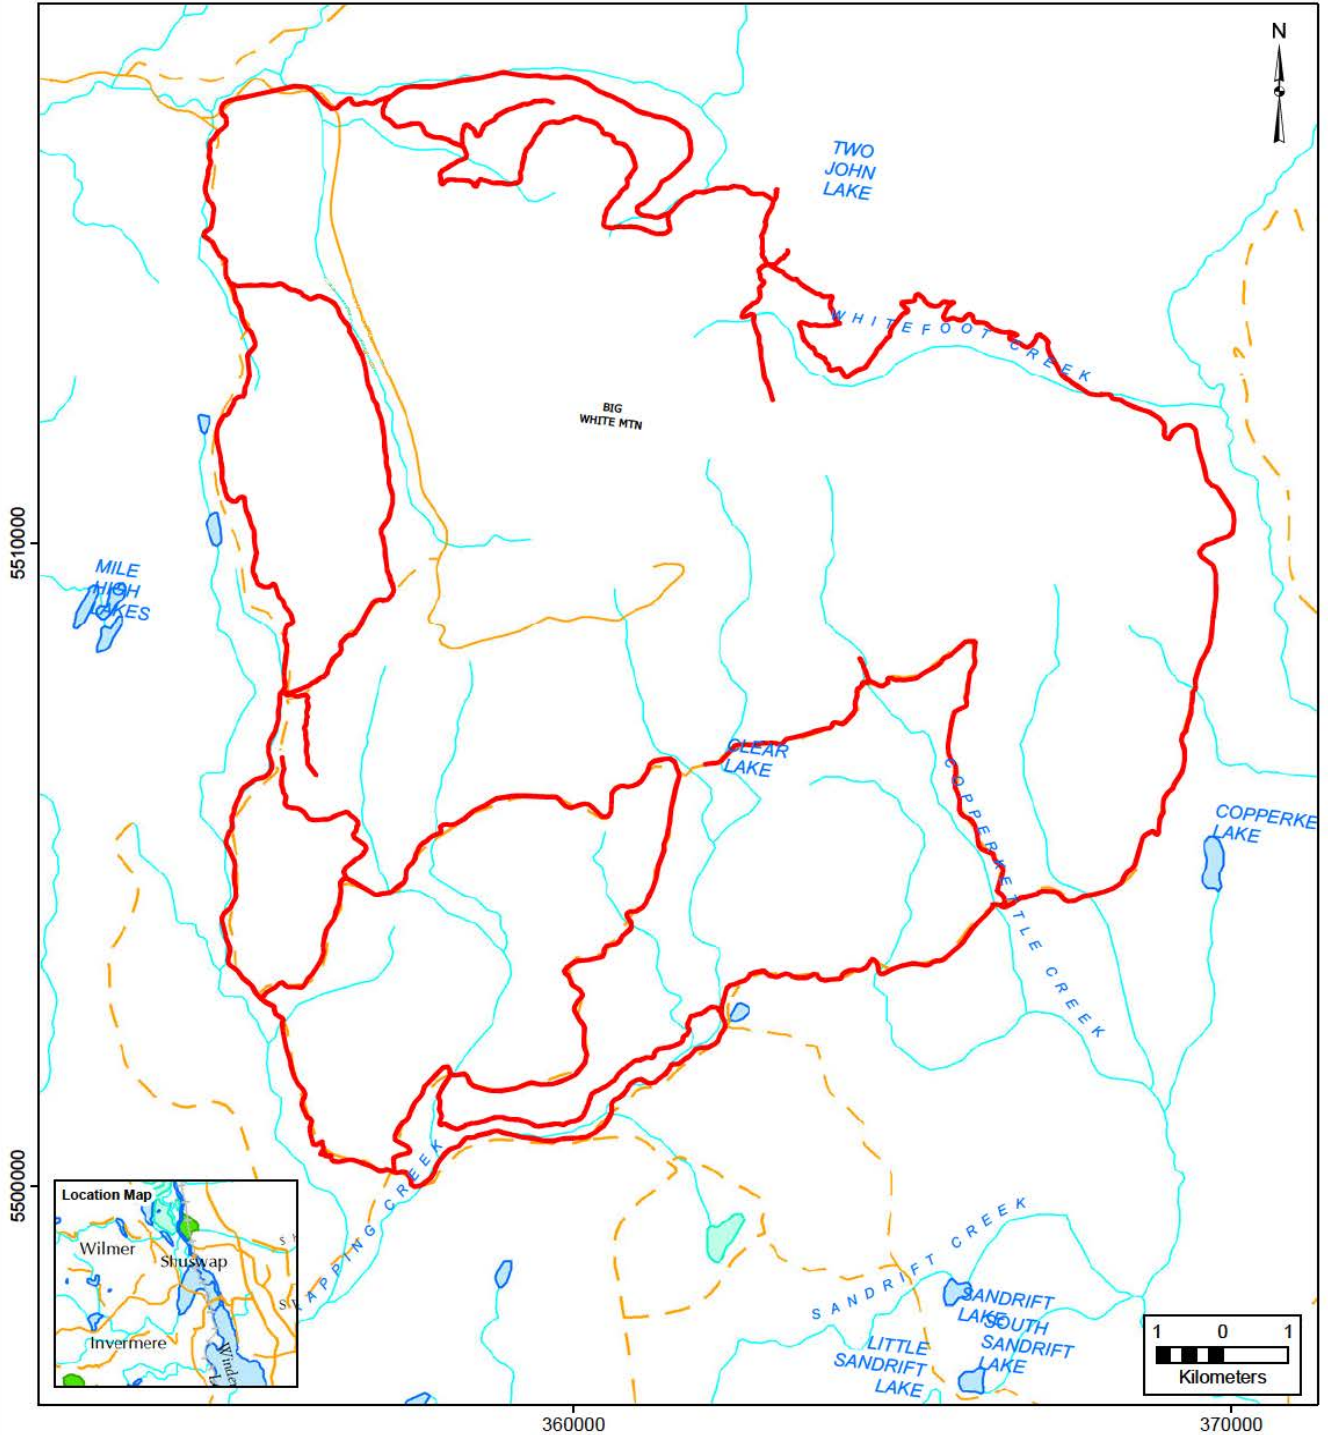 N
TWO
JOHN
LAKE
WHITEFOOT CREEK
BIG
WHITE MTN
5510000
MILE
HIGH
LAKES
CLEAR
LAKE
COPPERKETTLE CREEK
COPPERKE
LAKE
5500000
TRAPPING CREEK
SANDRIFT CREEK
SANDRIFT
LAKE
SOUTH
SANDRIFT
LAKE
LITTLE
SANDRIFT
LAKE
Location Map
Wilmer
Shuswap
Invermere
Winder
1 0 1
Kilometers
360000
370000